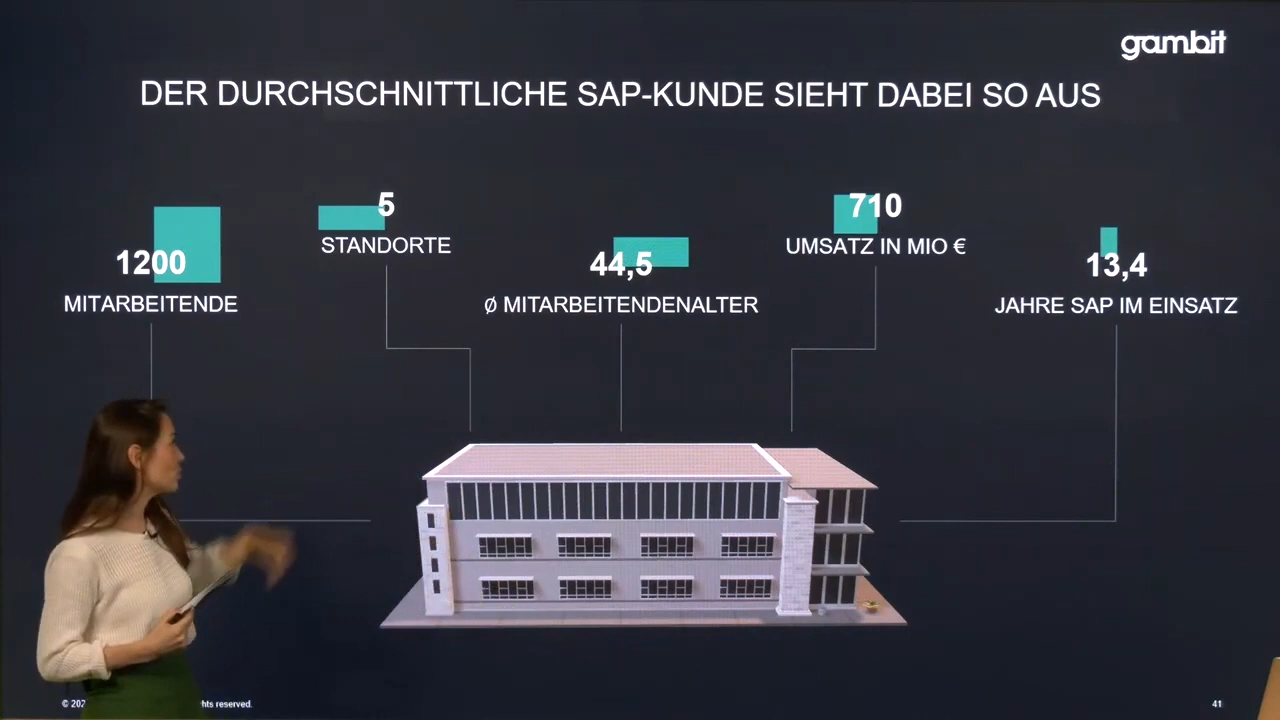 gambit
DER DURCHSCHNITTLICHE SAP-KUNDE SIEHT DABEI SO AUS
1200
MITARBEITENDE
5
STANDORTE
44,5
Ø MITARBEITENDENALTER
710
UMSATZ IN MIO €
13,4
JAHRE SAP IM EINSATZ
© reserved.
41